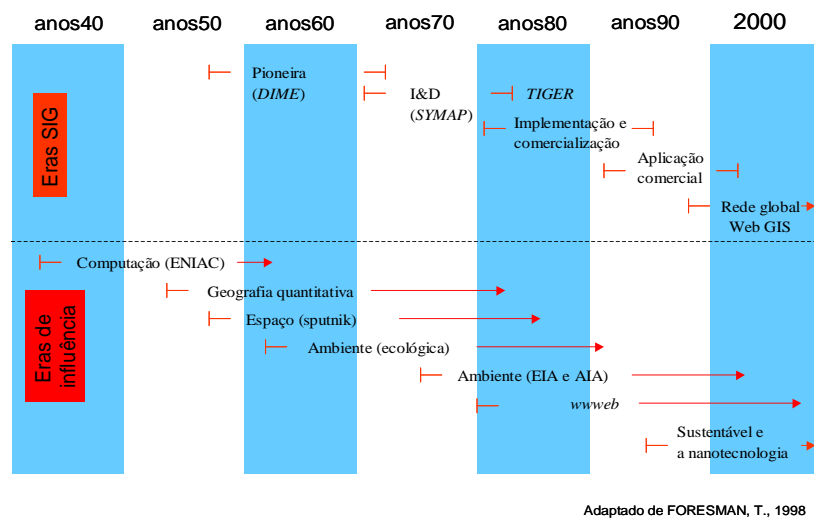 anos40 anos50 anos60 anos70 anos80 anos90 2000
Eras SIG
Pioneira
(DIME)
I&D
(SYMAP)
TIGER
Implementação e
comercialização
Aplicação
comercial
Rede global
Web GIS
Eras de
influência
Computação (ENIAC)
Geografia quantitativa
Espaço (sputnik)
Ambiente (ecológica)
Ambiente (EIA e AIA)
wwweb
Sustentável e
a nanotecnologia
Adaptado de FORESMAN, T., 1998